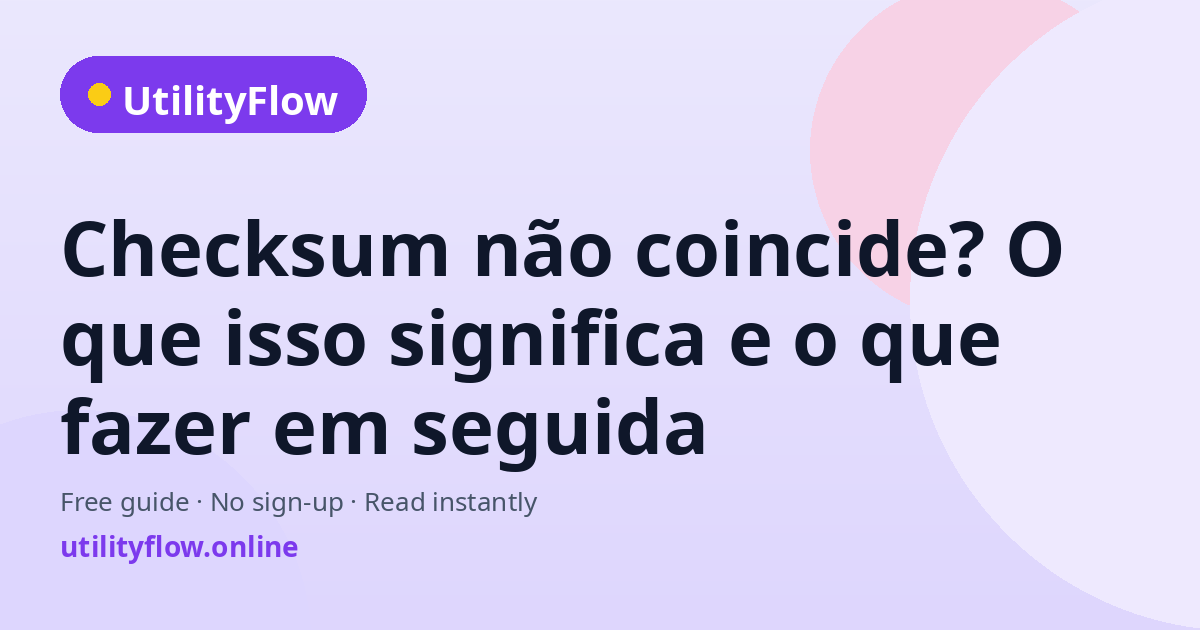 UtilityFlow
Checksum não coincide? O
que isso significa e o que
fazer em seguida
Free guide · No sign-up · Read instantly
utilityflow.online